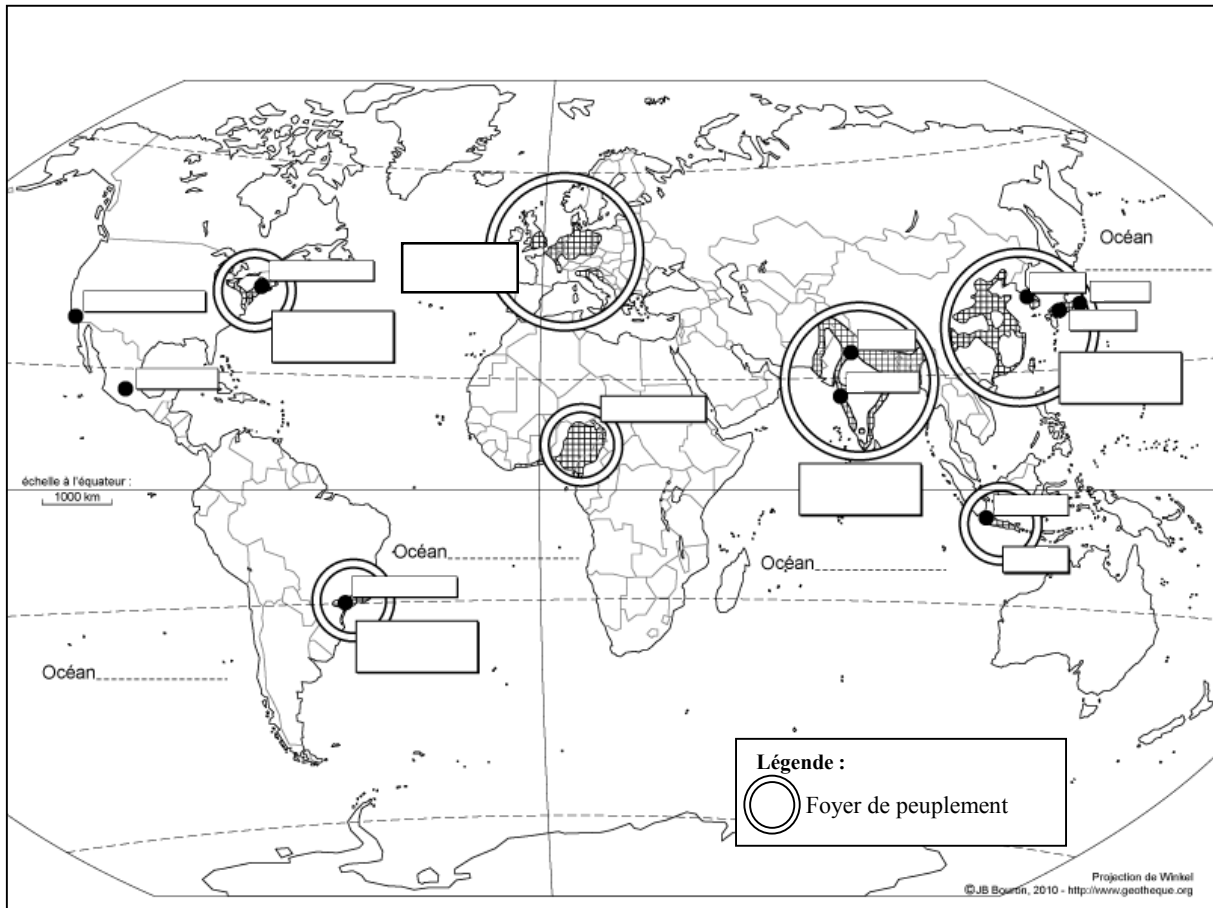 Océan
échelle à l'équateur :
1000 km
Océan
Océan
Océan
Légende :
Foyer de peuplement
Projection de Winkel
©JB Bouron, 2010 - http://www.geotheque.org